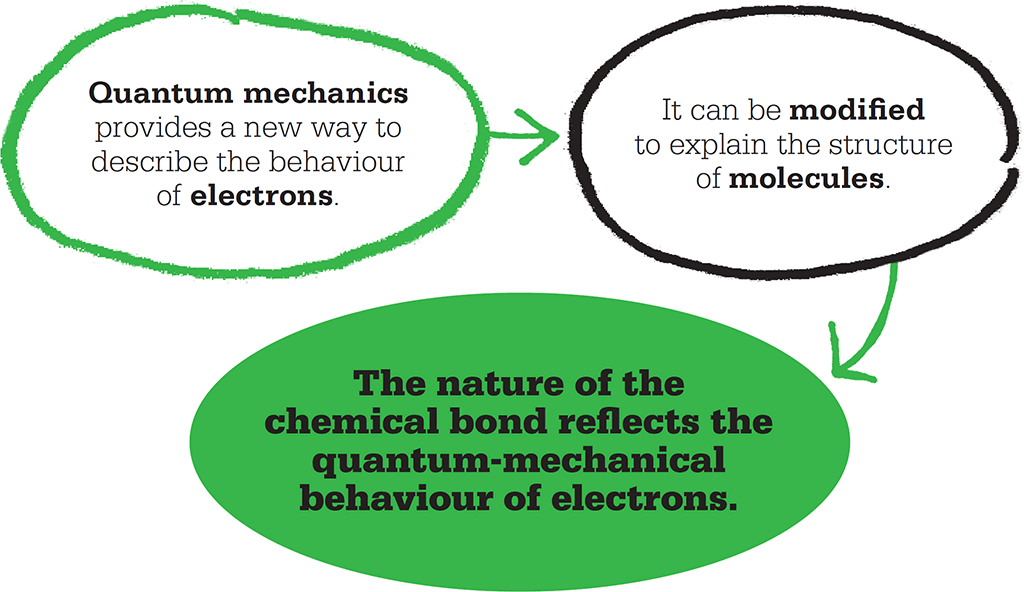 Quantum mechanics
provides a new way to
describe the behaviour
of electrons.
It can be modified
to explain the structure
of molecules.
The nature of the
chemical bond reflects the
quantum-mechanical
behaviour of electrons.